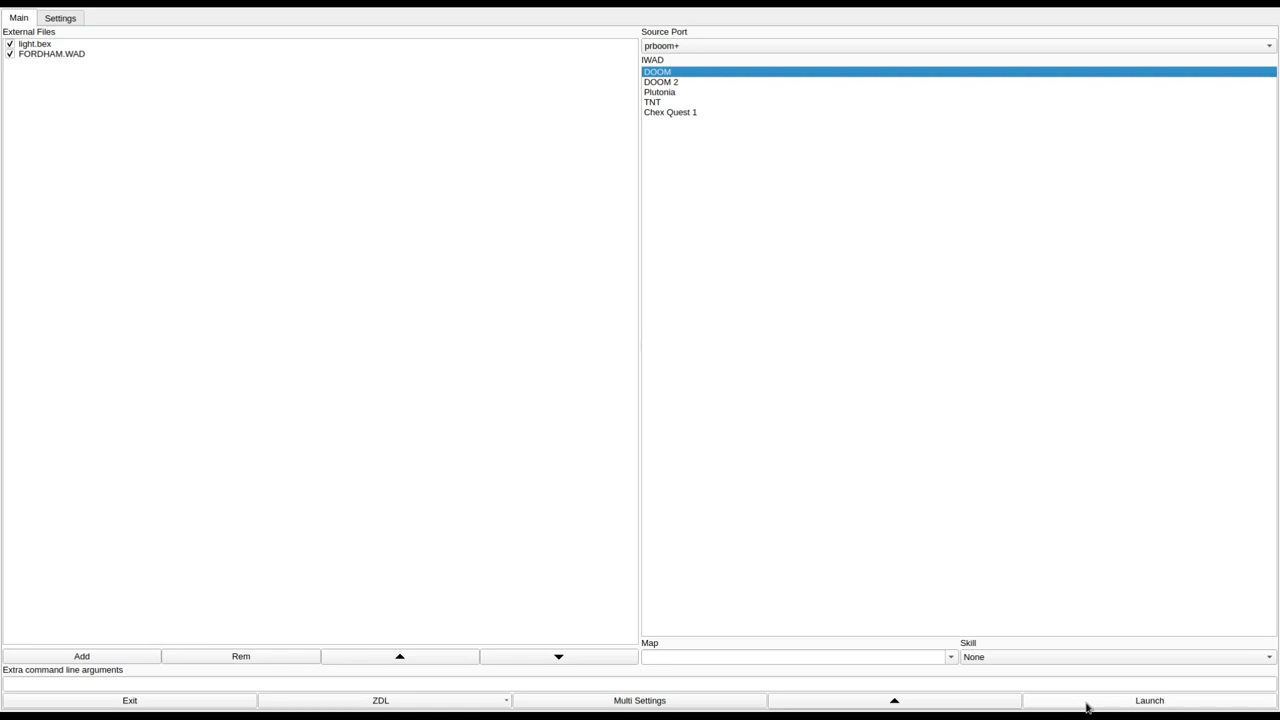 Main
Settings
External Files
light.bex
FORDHAM.WAD
Source Port
prboom+
IWAD
DOOM
DOOM 2
Plutonia
TNT
Chex Quest 1
Add
Rem
Map
Skill
None
Extra command line arguments
Exit
ZDL
Multi Settings
Launch